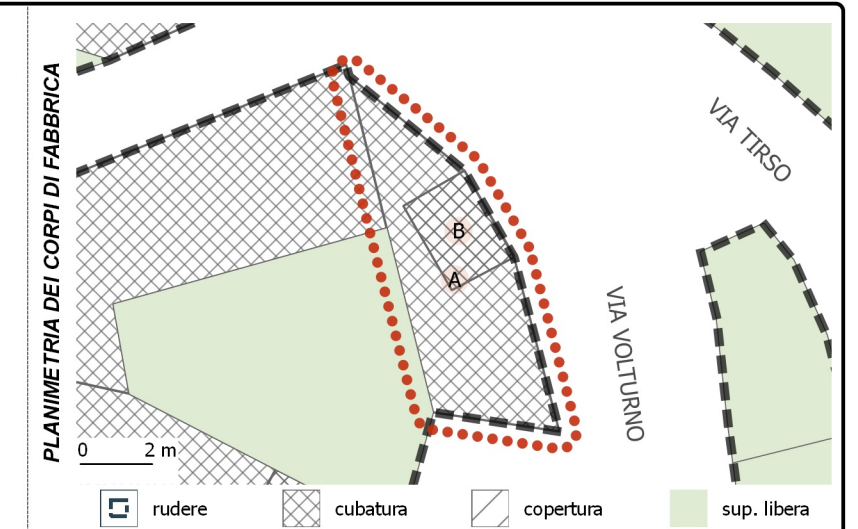 PLANIMETRIA DEI CORPI DI FABBRICA
VIA TIRSO
B
A
VIA VOLTURNO
0 2 m
rudere cubatura copertura sup. libera